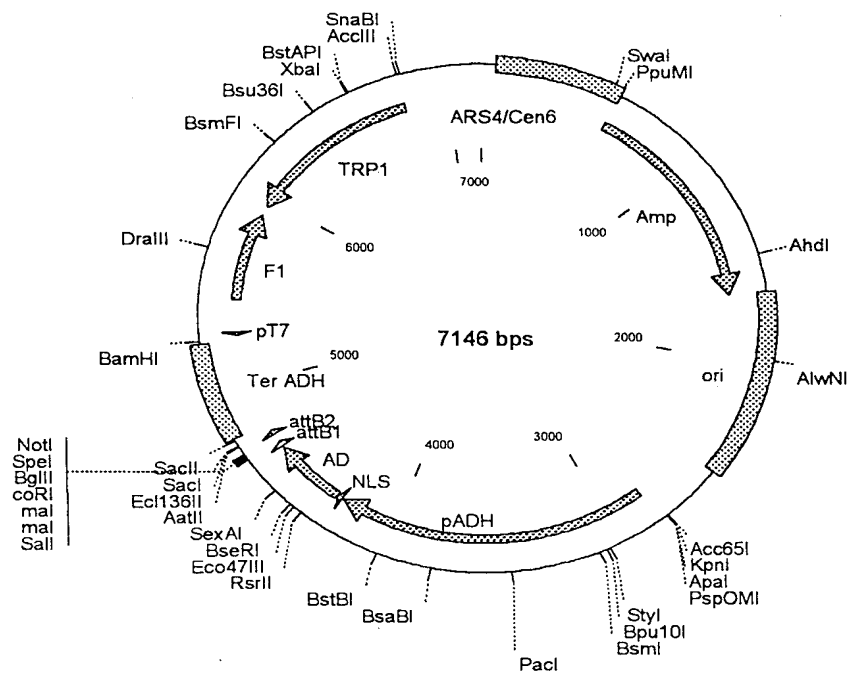 SnaBI
AccIII
BstAPI
XbaI
Bsu36I
BsmFI
DraIII
BamHI
SwaI
PpuMI
ARS4/Cen6
7000
TRP1
Amp
1000
6000
F1
AhdI
pT7
7146 bps
2000
5000
Ter ADH
ori
AlwNI
attB2
attB1
4000
3000
AD
NLS
pADH
NotI
SpeI
BglII
coRI
maI
maI
SalI
SacII
SacI
Ecl136II
AatII
SexAI
BseRI
Eco47III
RsrII
BstBI
BsaBI
PacI
Acc65I
KpnI
ApaI
PspOMI
StyI
Bpu10I
BsmI